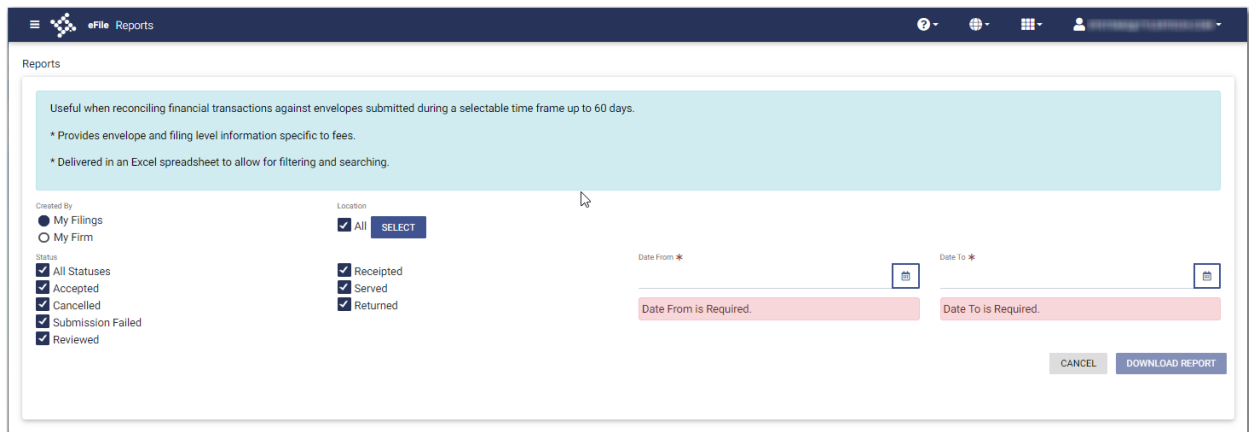 eFile Reports
Reports
Useful when reconciling financial transactions against envelopes submitted during a selectable time frame up to 60 days.
* Provides envelope and filing level information specific to fees.
* Delivered in an Excel spreadsheet to allow for filtering and searching.
Created By
My Filings
My Firm
Location
All SELECT
Status
All Statuses
Accepted
Cancelled
Submission Failed
Reviewed
Receipted
Served
Returned
Date From *
Date From is Required.
Date To *
Date To is Required.
CANCEL DOWNLOAD REPORT